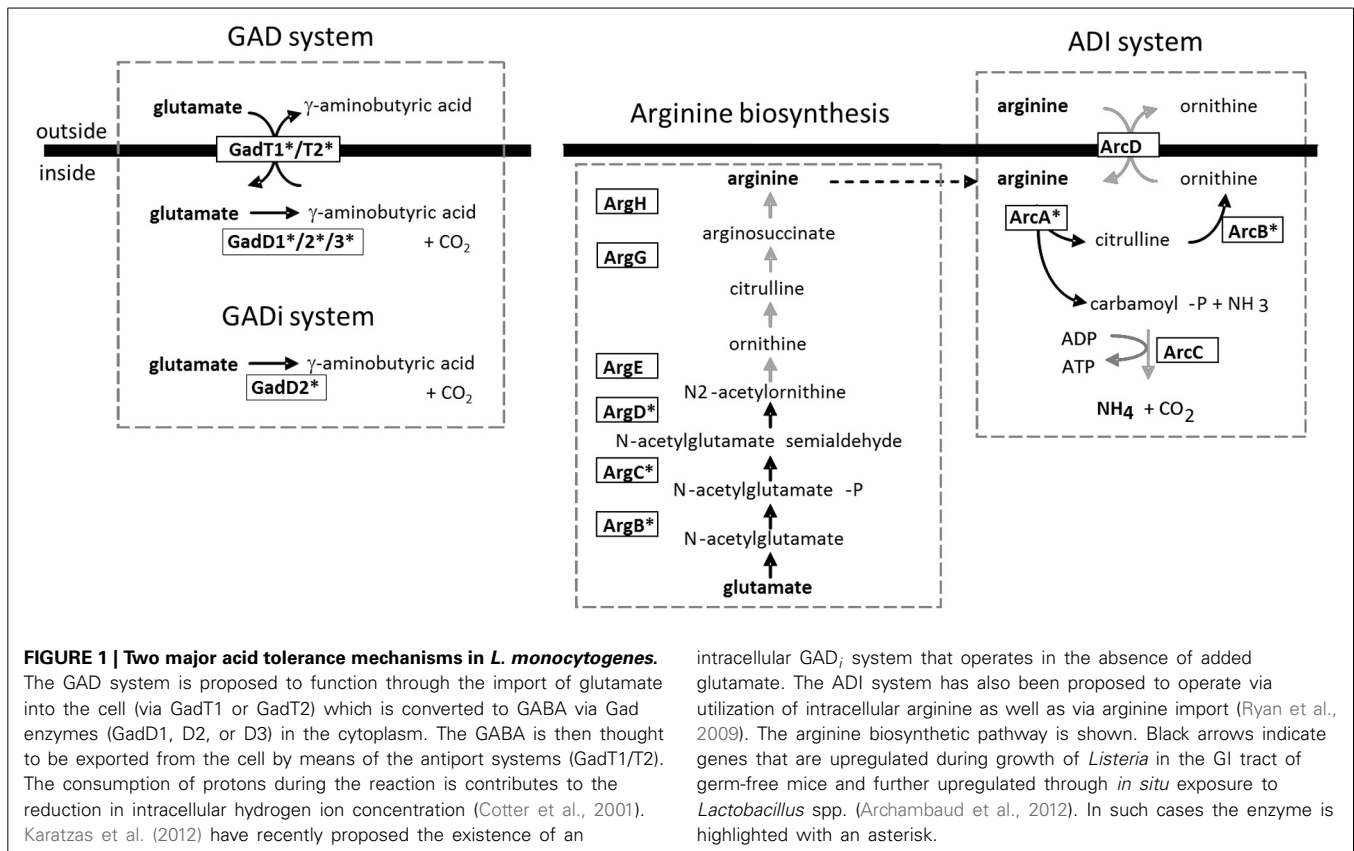 GAD system
glutamate
γ-aminobutyric acid
outside
GadT1*/T2*
inside
glutamate
γ-aminobutyric acid
GadD1*/2*/3*
+ CO2
GADi system
glutamate
γ-aminobutyric acid
GadD2*
+ CO2
Arginine biosynthesis
arginine
ArgH
arginosuccinate
ArgG
citrulline
ornithine
ArgE
N2-acetylornithine
ArgD*
N-acetylglutamate semialdehyde
ArgC*
N-acetylglutamate -P
ArgB*
N-acetylglutamate
glutamate
ADI system
arginine
ornithine
ArcD
arginine
ornithine
ArcA*
citrulline
ArcB*
carbamoyl -P + NH 3
ADP
ArcC
ATP
NH4 + CO2
FIGURE 1 | Two major acid tolerance mechanisms in L. monocytogenes.
The GAD system is proposed to function through the import of glutamate
into the cell (via GadT1 or GadT2) which is converted to GABA via Gad
enzymes (GadD1, D2, or D3) in the cytoplasm. The GABA is then thought
to be exported from the cell by means of the antiport systems (GadT1/T2).
The consumption of protons during the reaction is contributes to the
reduction in intracellular hydrogen ion concentration (Cotter et al., 2001).
Karatzas et al. (2012) have recently proposed the existence of an
intracellular GADi system that operates in the absence of added
glutamate. The ADI system has also been proposed to operate via
utilization of intracellular arginine as well as via arginine import (Ryan et al.,
2009). The arginine biosynthetic pathway is shown. Black arrows indicate
genes that are upregulated during growth of Listeria in the GI tract of
germ-free mice and further upregulated through in situ exposure to
Lactobacillus spp. (Archambaud et al., 2012). In such cases the enzyme is
highlighted with an asterisk.